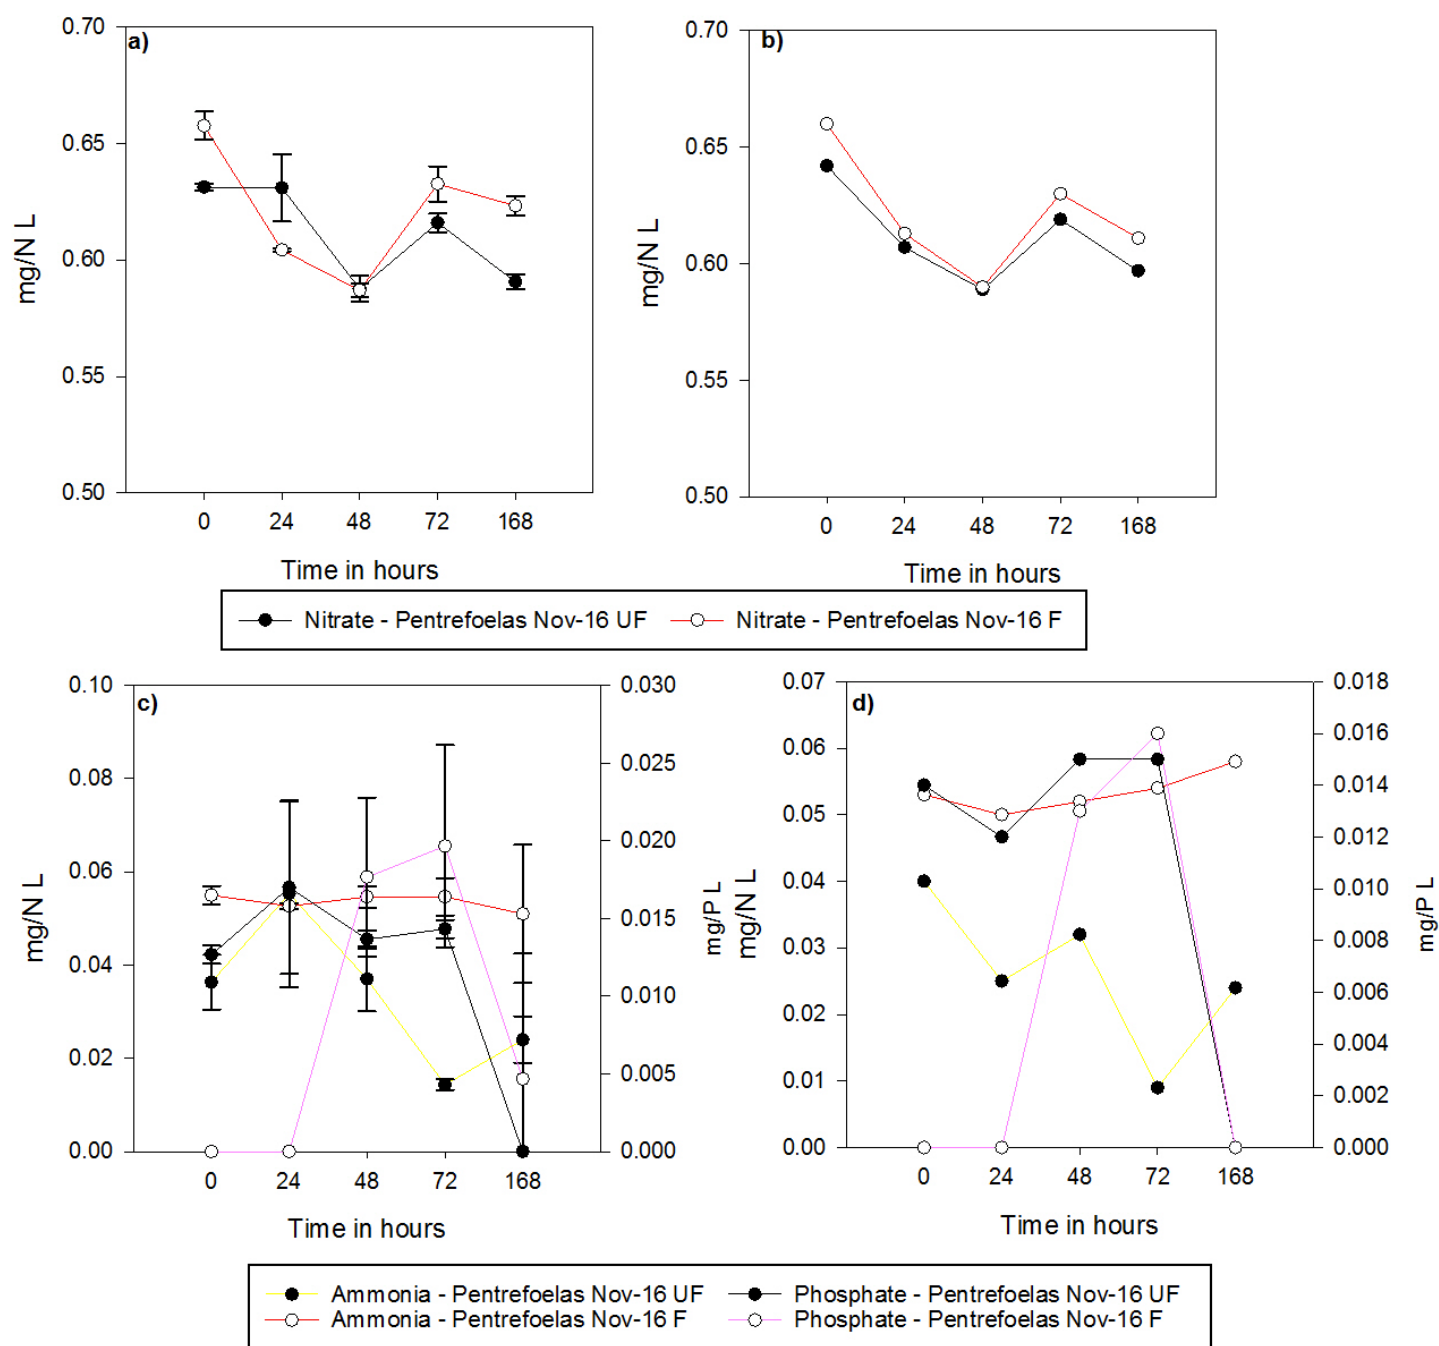 a)
0.70
0.65
0.60
0.55
0.50
mg/N L
0 24 48 72 168
Time in hours
b)
0.70
0.65
0.60
0.55
0.50
mg/N L
0 24 48 72 168
Time in hours
Nitrate - Pentrefoelas Nov-16 UF Nitrate - Pentrefoelas Nov-16 F
c)
0.10
0.08
0.06
0.04
0.02
0.00
mg/N L
0.030
0.025
0.020
0.015
0.010
0.005
0.000
mg/P L
0 24 48 72 168
Time in hours
d)
0.07
0.06
0.05
0.04
0.03
0.02
0.01
0.00
mg/N L
0.018
0.016
0.014
0.012
0.010
0.008
0.006
0.004
0.002
0.000
mg/P L
0 24 48 72 168
Time in hours
Ammonia - Pentrefoelas Nov-16 UF Phosphate - Pentrefoelas Nov-16 UF
Ammonia - Pentrefoelas Nov-16 F Phosphate - Pentrefoelas Nov-16 F